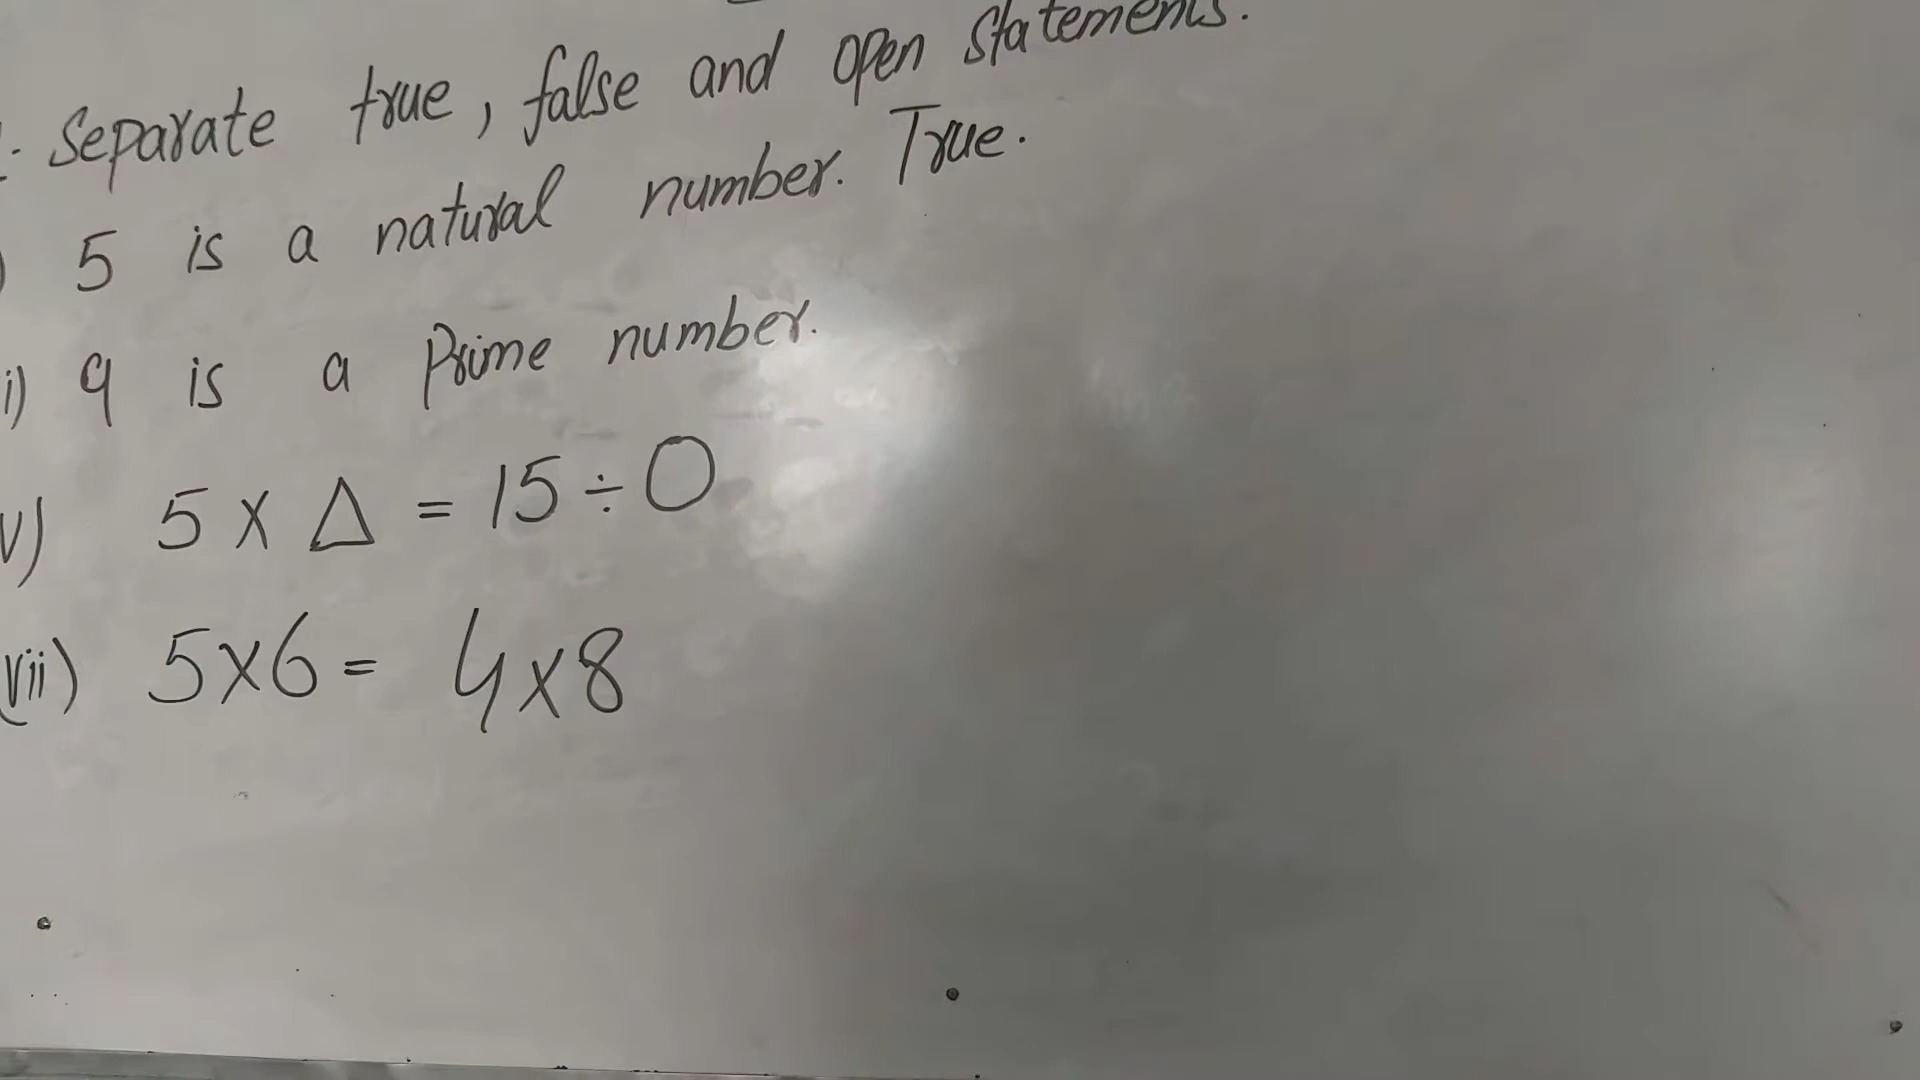 . Separate true, false and open statements.
) 5 is a natural number. True.
i) 9 is a Prime number.
v) 5 x △ = 15 ÷ ○
vii) 5x6 = 4x8